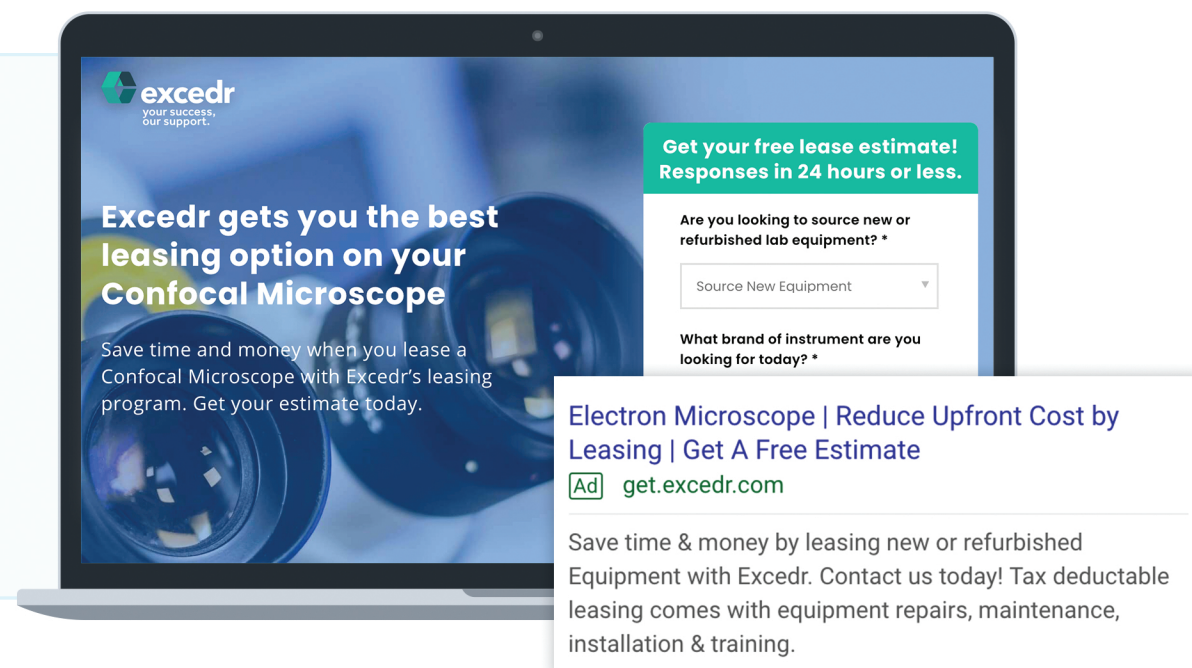 excedr
your success,
our support.
Excedr gets you the best
leasing option on your
Confocal Microscope
Save time and money when you lease a
Confocal Microscope with Excedr’s leasing
program. Get your estimate today.
Get your free lease estimate!
Responses in 24 hours or less.
Are you looking to source new or
refurbished lab equipment? *
Source New Equipment
What brand of instrument are you
looking for today? *
Electron Microscope | Reduce Upfront Cost by
Leasing | Get A Free Estimate
Ad get.excedr.com
Save time & money by leasing new or refurbished
Equipment with Excedr. Contact us today! Tax deductable
leasing comes with equipment repairs, maintenance,
installation & training.